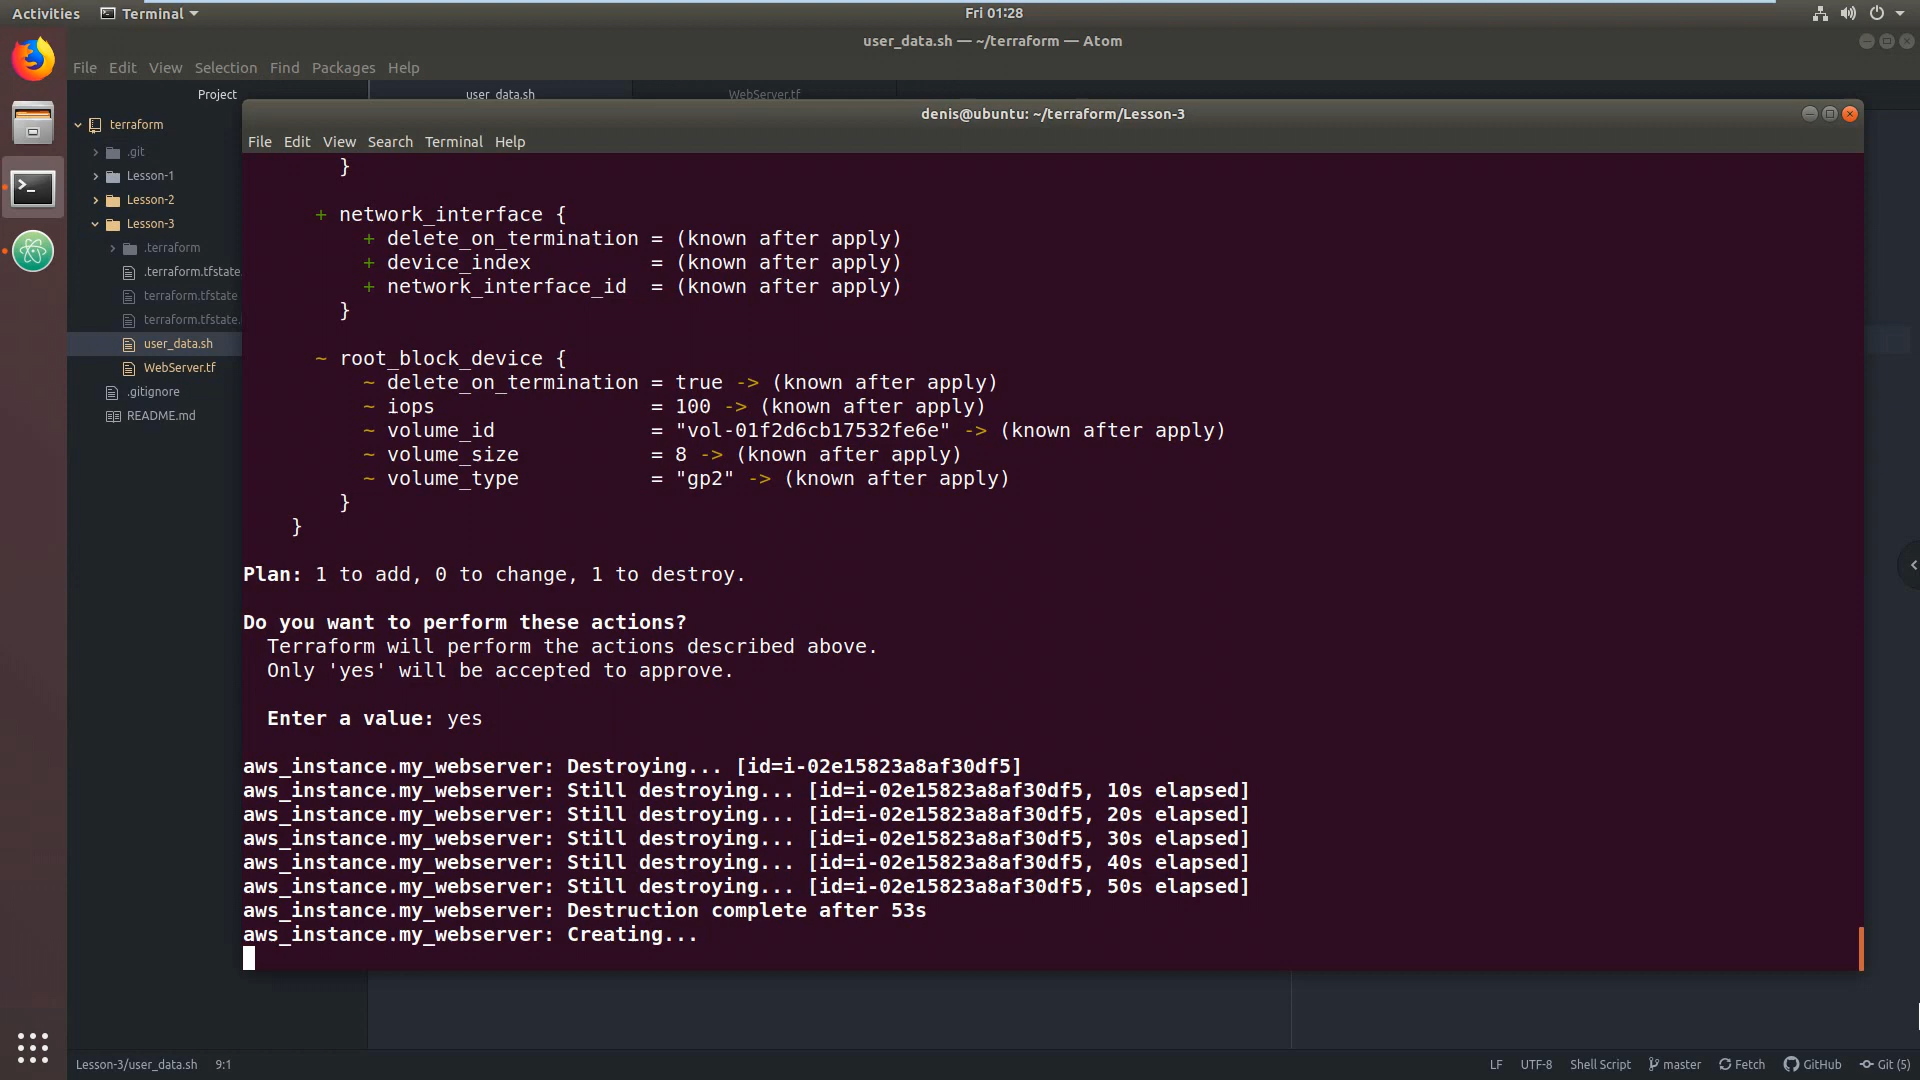 Activities Terminal Fri 01:28
user_data.sh — ~/terraform — Atom
File Edit View Selection Find Packages Help
Project user_data.sh WebServer.tf
terraform
.git
Lesson-1
Lesson-2
Lesson-3
.terraform
.terraform.tfstate.
terraform.tfstate
terraform.tfstate.
user_data.sh
WebServer.tf
.gitignore
README.md
denis@ubuntu: ~/terraform/Lesson-3
File Edit View Search Terminal Help
}
+ network_interface {
+ delete_on_termination = (known after apply)
+ device_index = (known after apply)
+ network_interface_id = (known after apply)
}
~ root_block_device {
~ delete_on_termination = true -> (known after apply)
~ iops = 100 -> (known after apply)
~ volume_id = "vol-01f2d6cb17532fe6e" -> (known after apply)
~ volume_size = 8 -> (known after apply)
~ volume_type = "gp2" -> (known after apply)
}
}
Plan: 1 to add, 0 to change, 1 to destroy.
Do you want to perform these actions?
Terraform will perform the actions described above.
Only 'yes' will be accepted to approve.
Enter a value: yes
aws_instance.my_webserver: Destroying... [id=i-02e15823a8af30df5]
aws_instance.my_webserver: Still destroying... [id=i-02e15823a8af30df5, 10s elapsed]
aws_instance.my_webserver: Still destroying... [id=i-02e15823a8af30df5, 20s elapsed]
aws_instance.my_webserver: Still destroying... [id=i-02e15823a8af30df5, 30s elapsed]
aws_instance.my_webserver: Still destroying... [id=i-02e15823a8af30df5, 40s elapsed]
aws_instance.my_webserver: Still destroying... [id=i-02e15823a8af30df5, 50s elapsed]
aws_instance.my_webserver: Destruction complete after 53s
aws_instance.my_webserver: Creating...
Lesson-3/user_data.sh 9:1 LF UTF-8 Shell Script master Fetch GitHub Git (5)